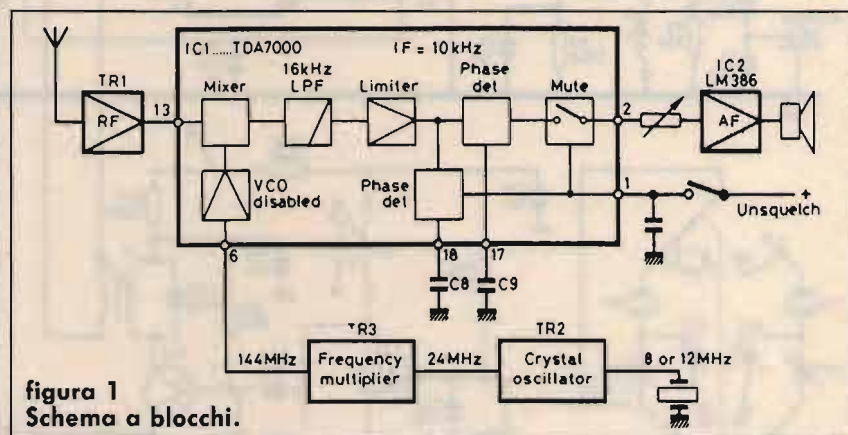 IC1......TDA7000
IF = 10kHz
TR1
RF
13
Mixer
16kHz
LPF
Limiter
Phase
det
Mute
2
IC2
LM386
AF
VCO
disabled
Phase
det
1
+
Unsquelch
6
18
17
C8
C9
TR3
TR2
144MHz
Frequency
multiplier
24MHz
Crystal
oscillator
8 or 12MHz
figura 1
Schema a blocchi.